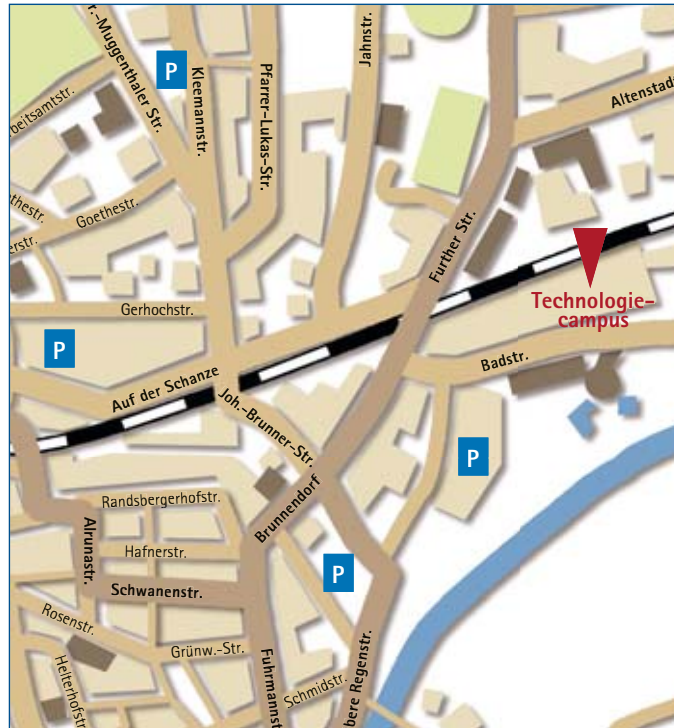 r.-Muggenthaler Str.
P
Kleemannstr.
Pfarrer-Lukas-Str.
Jahnstr.
Altenstad
beitsamtstr.
thestr.
Goethestr.
erstr.
Further Str.
Technologie-
campus
Gerhochstr.
P
Badstr.
Auf der Schanze
Joh.-Brunner-Str.
P
Brunnendorf
Randsbergerhofstr.
Alrunastr.
Hafnerstr.
Schwanenstr.
P
Rosenstr.
Grünw.-Str.
Helterhofstr
Fuhrmannst
Schmidstr.
bere Regenstr.